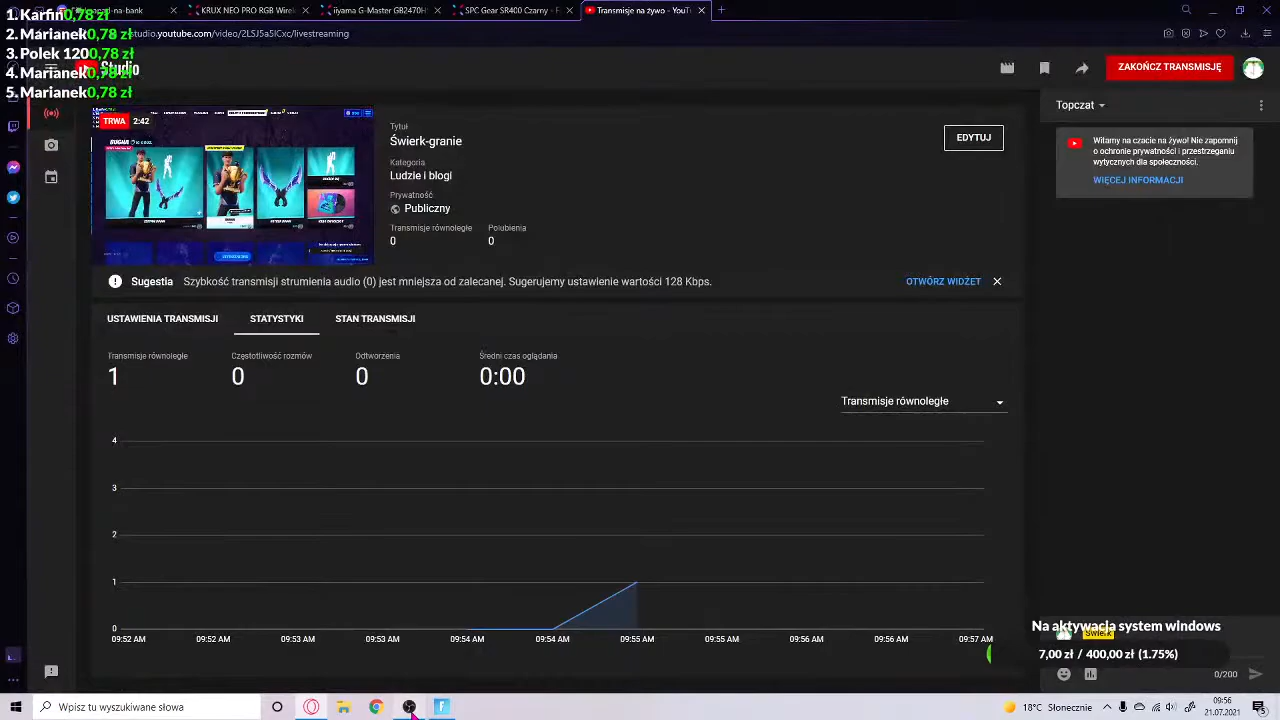 1. Karfin0,78 zł
2. Marianek0,78 zł
3. Polek 1200,78 zł
4. Marianek0,78 zł
5. Marianek0,78 zł
-na-bank
KRUX NEO PRO RGB Wirele
iiyama G-Master GB2470H
SPC Gear SR400 Czarny - F
Transmisje na żywo - YouTu
studio.youtube.com/video/2LSJ5a5lCxc/livestreaming
Studio
ZAKOŃCZ TRANSMISJĘ
TRWA 2:42
Tytuł
Świerk-granie
EDYTUJ
Kategoria
Ludzie i blogi
Prywatność
Publiczny
Transmisje równoległe
Polubienia
0
0
Topczat
Witamy na czacie na żywo! Nie zapomnij
o ochronie prywatności i przestrzeganiu
wytycznych dla społeczności.
WIĘCEJ INFORMACJI
Sugestia Szybkość transmisji strumienia audio (0) jest mniejsza od zalecanej. Sugerujemy ustawienie wartości 128 Kbps.
OTWÓRZ WIDŻET
USTAWIENIA TRANSMISJI
STATYSTYKI
STAN TRANSMISJI
Transmisje równoległe
Częstotliwość rozmów
Odtworzenia
Średni czas oglądania
1
0
0
0:00
Transmisje równoległe
4
3
2
1
0
09:52 AM 09:52 AM 09:53 AM 09:53 AM 09:54 AM 09:54 AM 09:55 AM 09:55 AM 09:56 AM 09:56 AM 09:57 AM
Na aktywacja system windows
Świerk
7,00 zł / 400,00 zł (1.75%)
0/200
Wpisz tu wyszukiwane słowa
18°C Słonecznie
09:56
21.07.2021